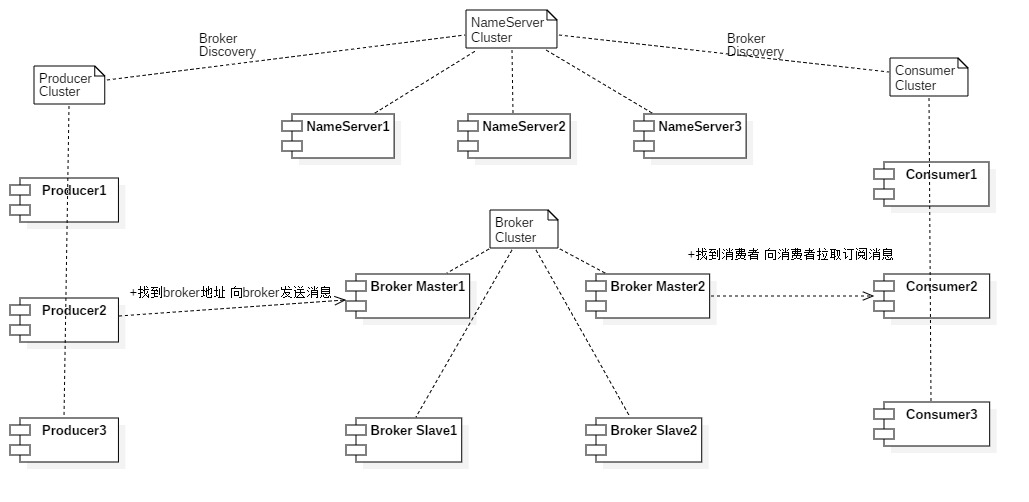 NameServer
Cluster
Broker
Discovery
Broker
Discovery
Producer
Cluster
Consumer
Cluster
NameServer1
NameServer2
NameServer3
Producer1
Consumer1
Broker
Cluster
+找到消费者 向消费者拉取订阅消息
+找到broker地址 向broker发送消息
Broker Master1
Broker Master2
Consumer2
Producer2
Producer3
Broker Slave1
Broker Slave2
Consumer3